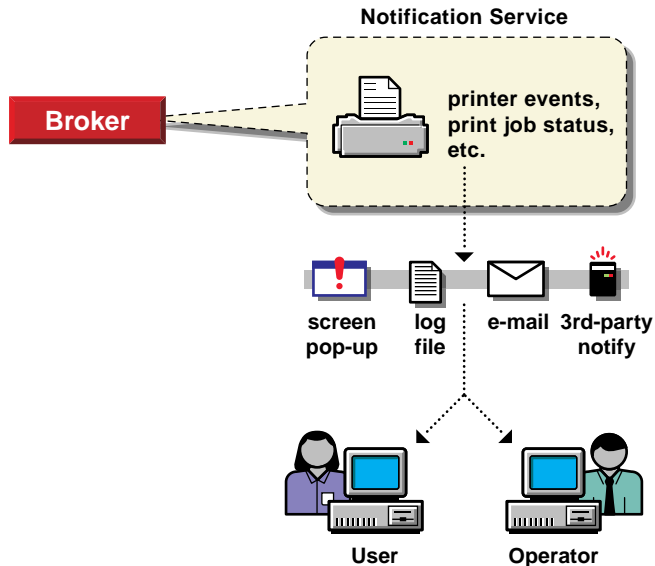 Notification Service
Broker
printer events,
print job status,
etc.
screen
pop-up
log
file
e-mail
3rd-party
notify
User
Operator